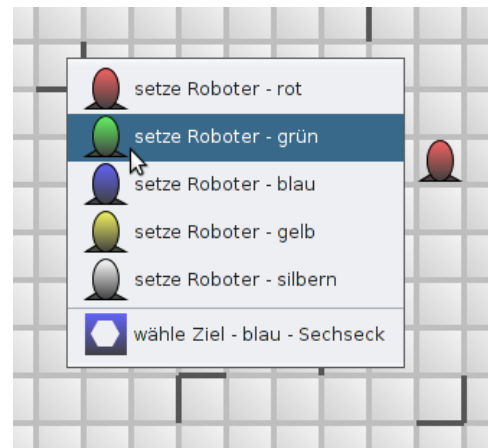 setze Roboter - rot
setze Roboter - grün
setze Roboter - blau
setze Roboter - gelb
setze Roboter - silbern
wähle Ziel - blau - Sechseck